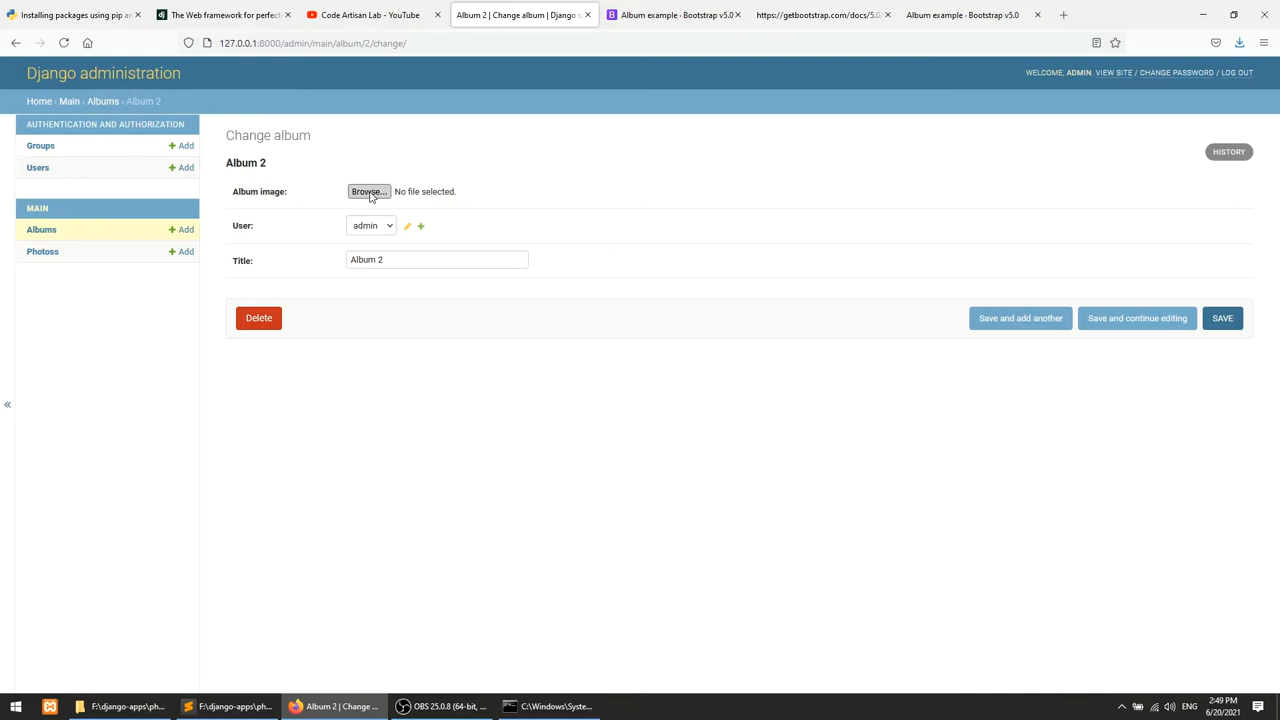 Installing packages using pip an
The Web framework for perfecti
Code Artisan Lab - YouTube
Album 2 | Change album | Django s
Album example · Bootstrap v5.0
https://getbootstrap.com/docs/5.0
Album example · Bootstrap v5.0
127.0.0.1:8000/admin/main/album/2/change/
Django administration
WELCOME, ADMIN. VIEW SITE / CHANGE PASSWORD / LOG OUT
Home › Main › Albums › Album 2
AUTHENTICATION AND AUTHORIZATION
Groups + Add
Users + Add
MAIN
Albums + Add
Photoss + Add
«
Change album
HISTORY
Album 2
Album image: Browse... No file selected.
User: admin
Title: Album 2
Delete
Save and add another
Save and continue editing
SAVE
F:\django-apps\ph...
F:\django-apps\ph...
Album 2 | Change ...
OBS 25.0.8 (64-bit, ...
C:\Windows\Syste...
ENG
2:49 PM
6/20/2021